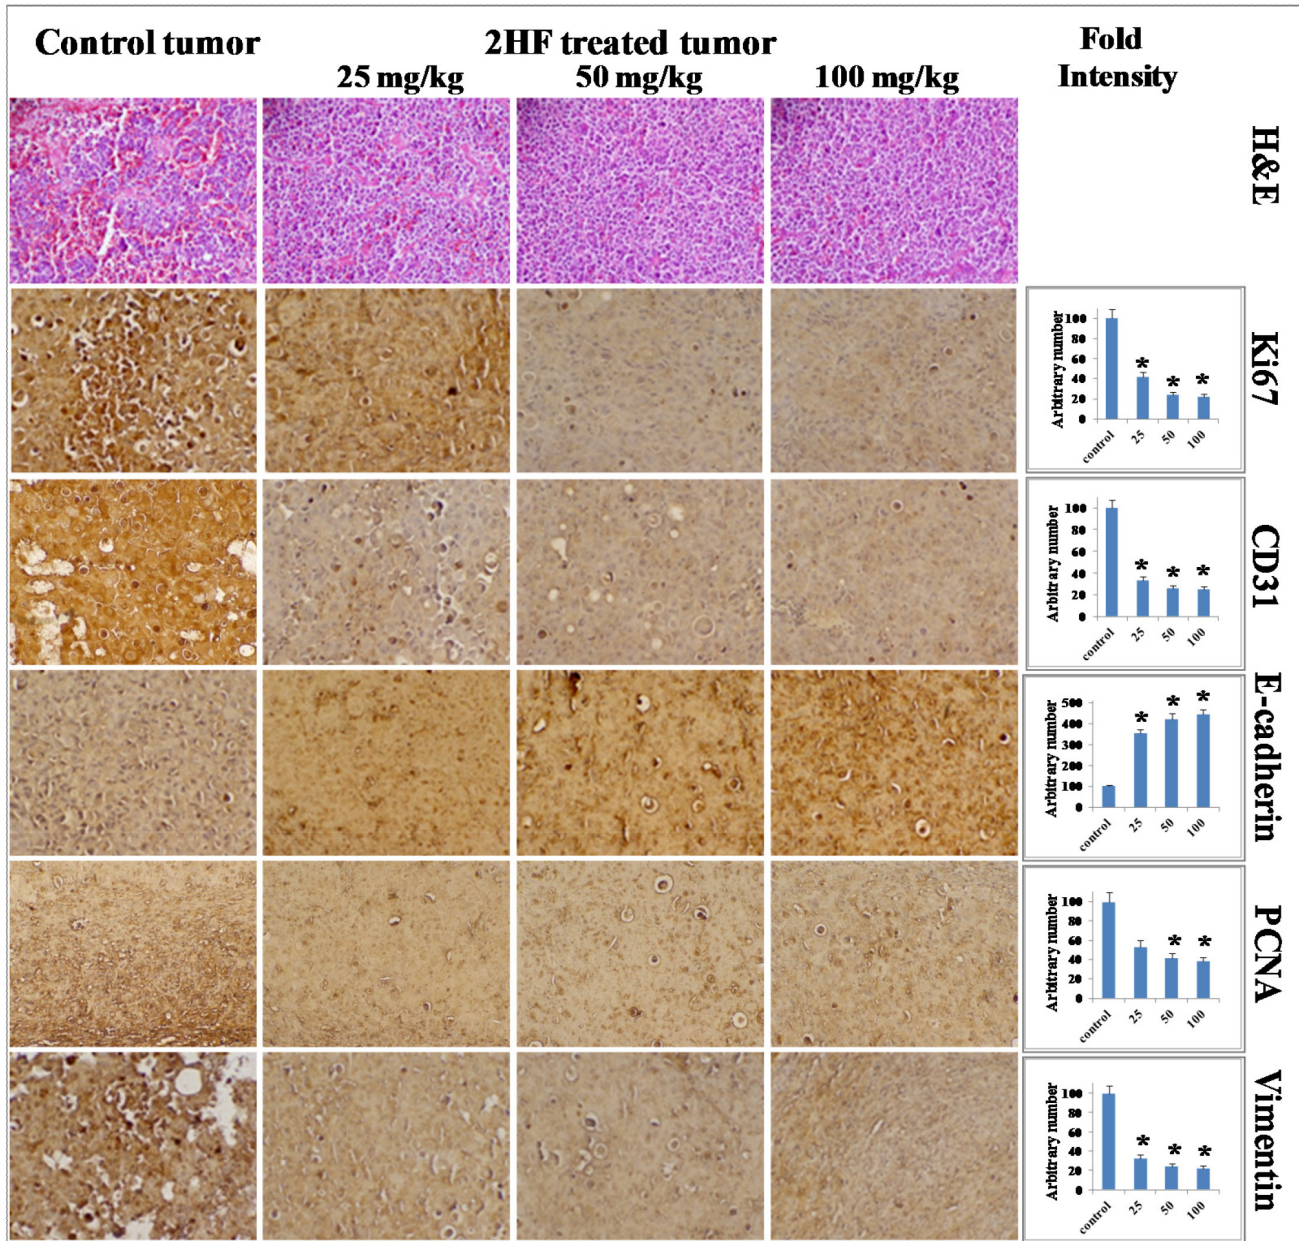 Control tumor
2HF treated tumor
25 mg/kg
50 mg/kg
100 mg/kg
Fold
Intensity
H&E
Arbitrary number
100
80
60
40
20
0
*
*
*
control
25
50
100
Ki67
Arbitrary number
100
80
60
40
20
0
*
*
*
control
25
50
100
CD31
Arbitrary number
500
400
300
200
100
0
*
*
*
control
25
50
100
E-cadherin
Arbitrary number
100
80
60
40
20
0
*
*
control
25
50
100
PCNA
Arbitrary number
100
80
60
40
20
0
*
*
*
control
25
50
100
Vimentin